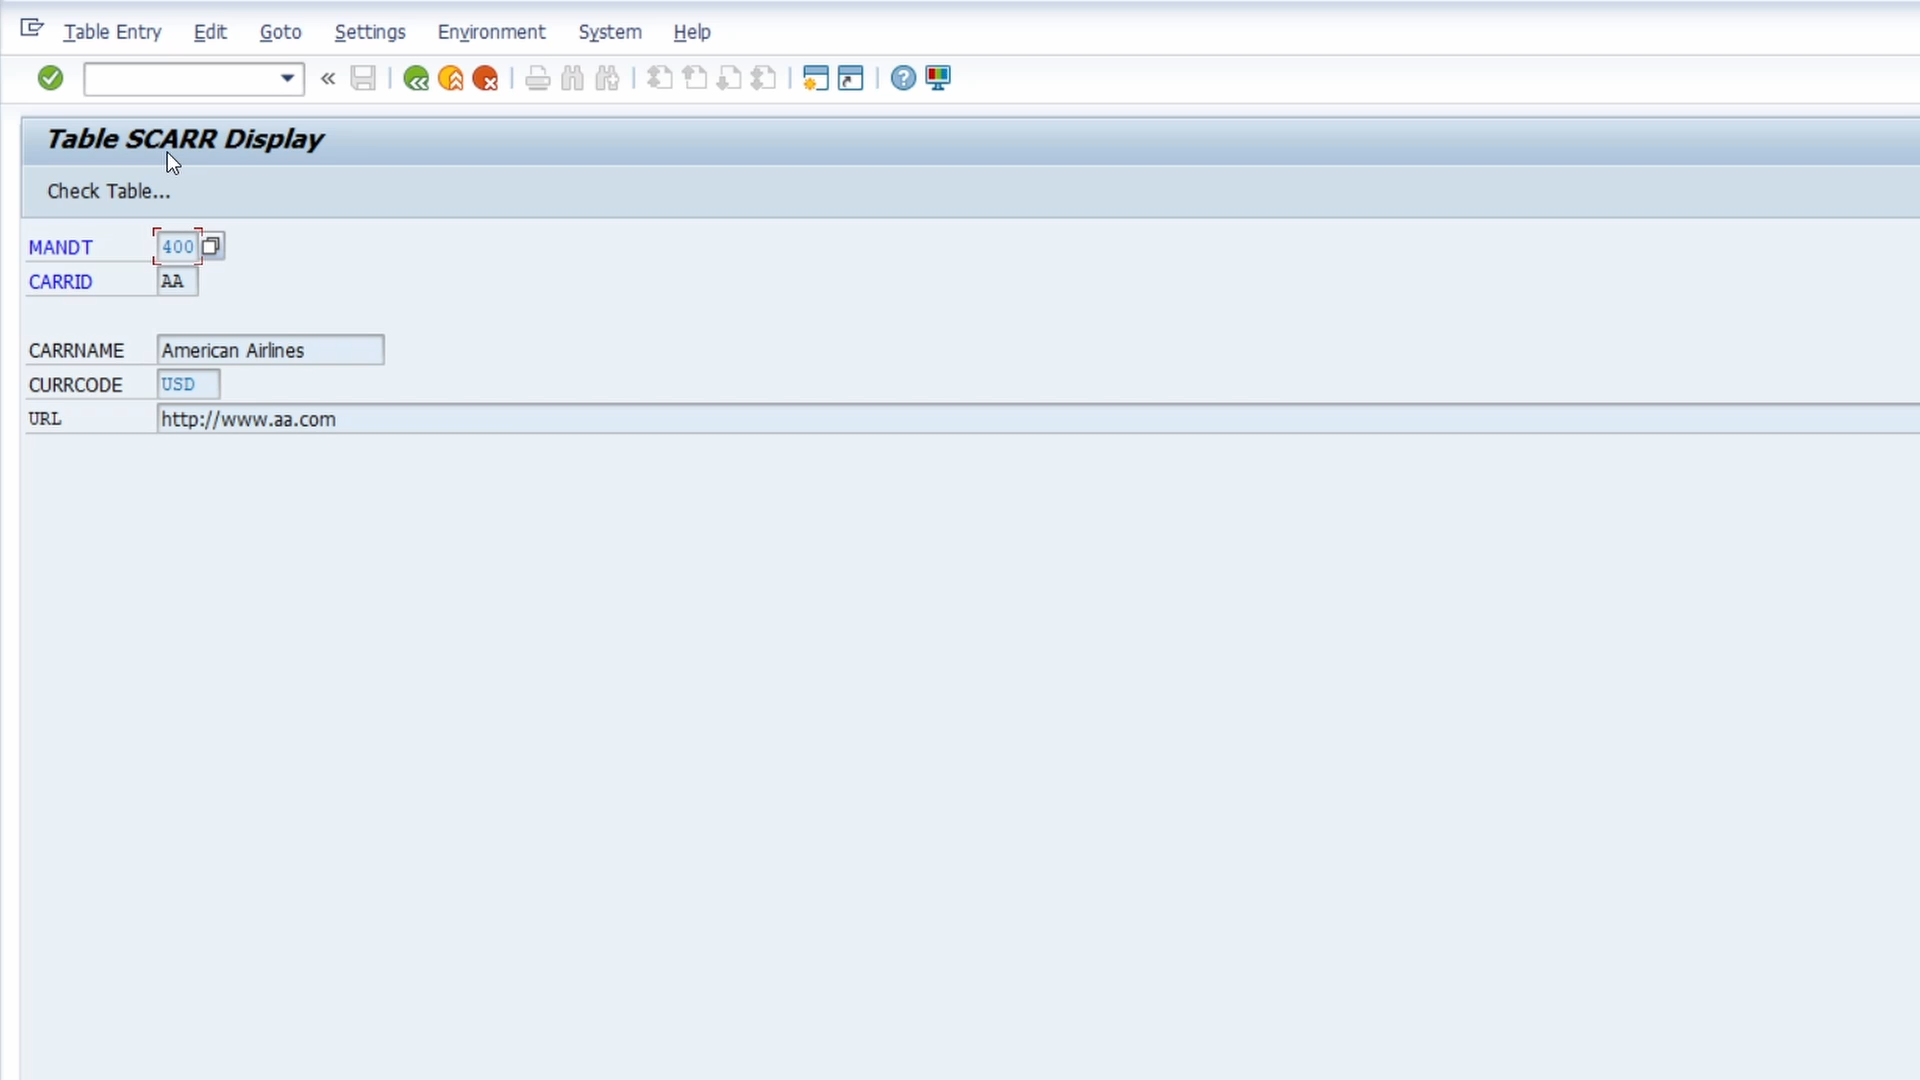 Table Entry Edit Goto Settings Environment System Help
Table SCARR Display
Check Table...
MANDT 400
CARRID AA
CARRNAME American Airlines
CURRCODE USD
URL http://www.aa.com